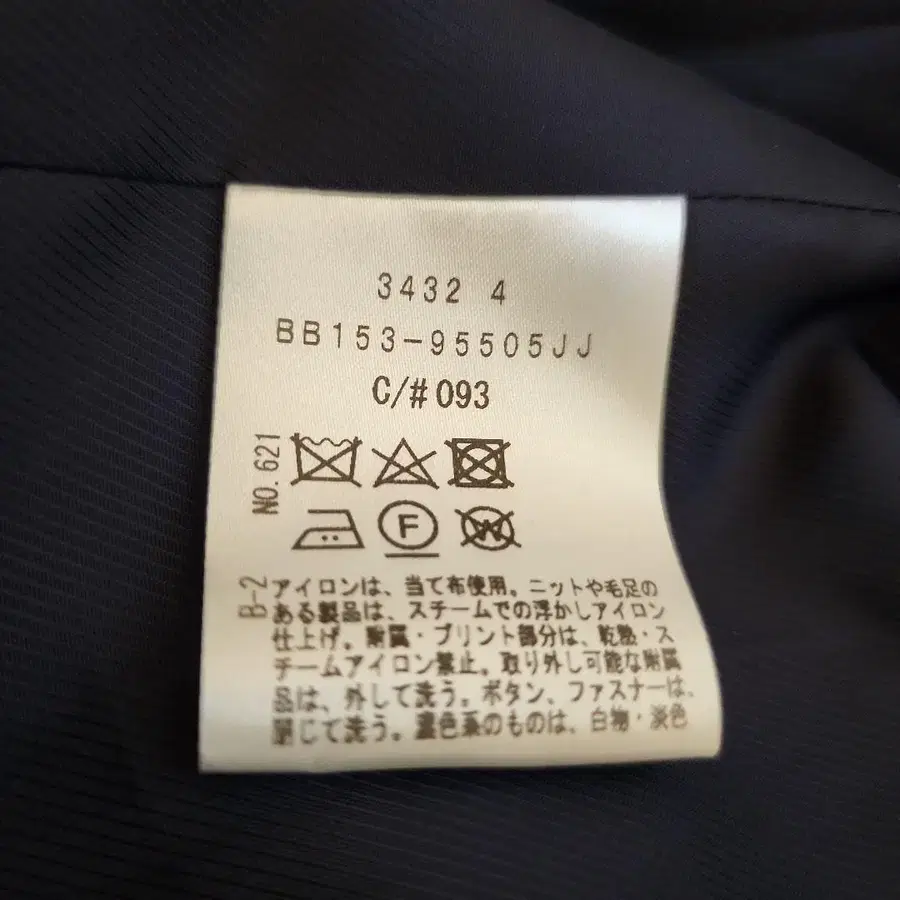 3432 4
BB153-95505JJ
C/#093
NO.621
F
W
B-2
アイロンは、当て布使用。ニットや毛足の
ある製品は、スチームでの浮かしアイロン
仕上げ。附属・プリント部分は、乾熱・ス
チームアイロン禁止。取り外し可能な附属
品は、外して洗う。ボタン、ファスナーは、
閉じて洗う。濃色系のものは、白物・淡色